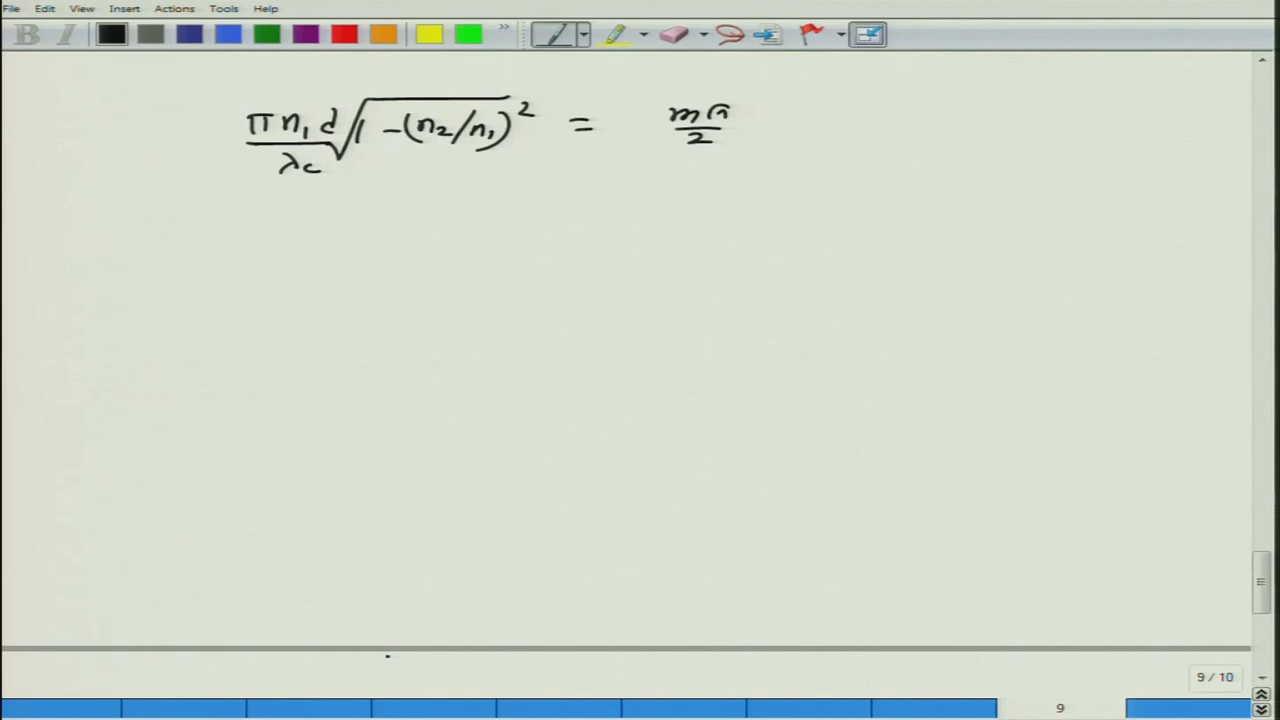 File Edit View Insert Actions Tools Help
B I
πn₁d/λc √1 - (n₂/n₁)² = mπ/2
9 / 10
9